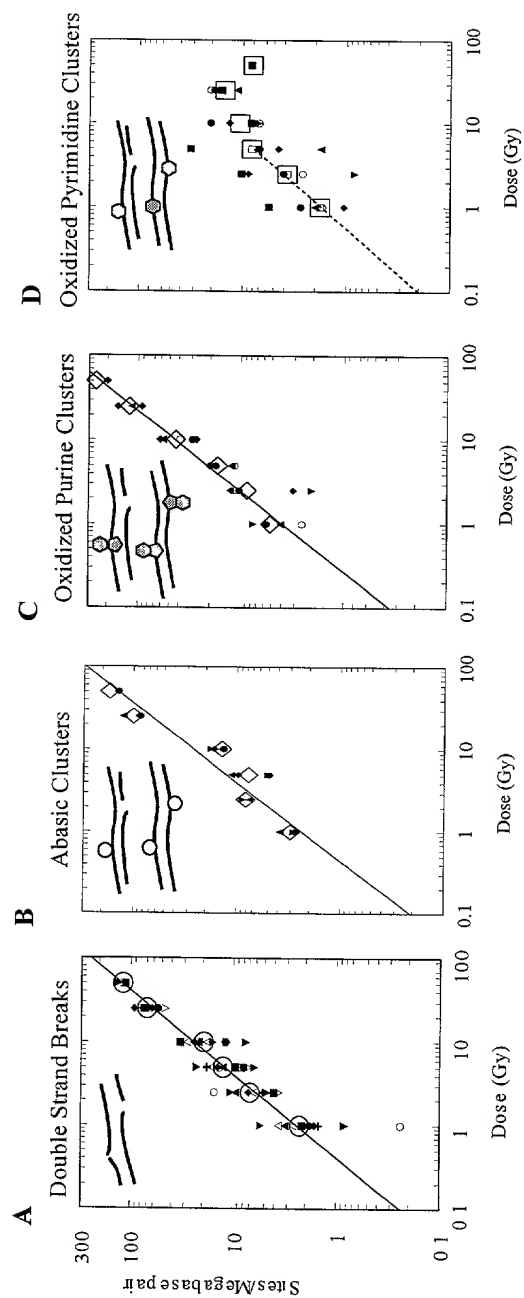 A
Double Strand Breaks
Sites/Megabase pair
300
100
10
1
0 1
0 1
1
10
100
Dose (Gy)
B
Abasic Clusters
0.1
1
10
100
Dose (Gy)
C
Oxidized Purine Clusters
0.1
1
10
100
Dose (Gy)
D
Oxidized Pyrimidine Clusters
0.1
1
10
100
Dose (Gy)